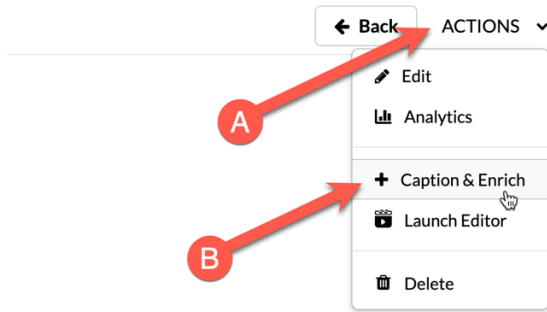 Back ACTIONS
A
Edit
Analytics
Caption & Enrich
Launch Editor
B
Delete